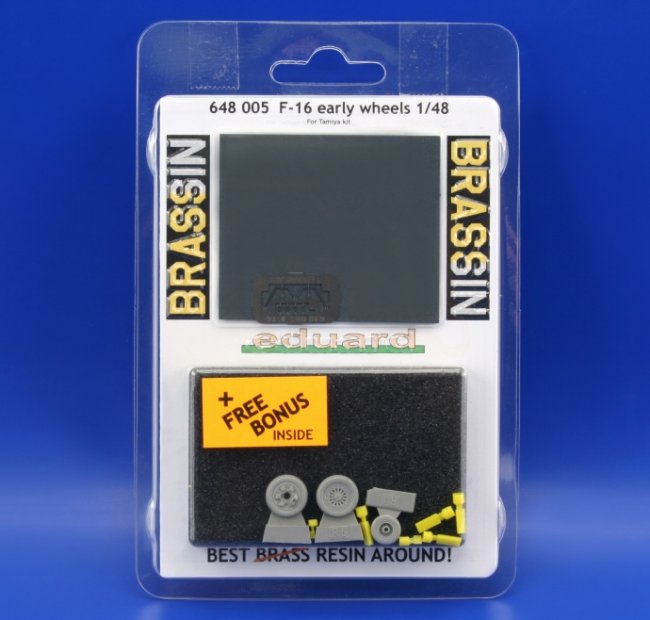 648 005 F-16 early wheels 1/48
For Tamiya kit
BRASSIN
BRASSIN
eduard
+
FREE
BONUS
INSIDE
BEST BRASS RESIN AROUND!